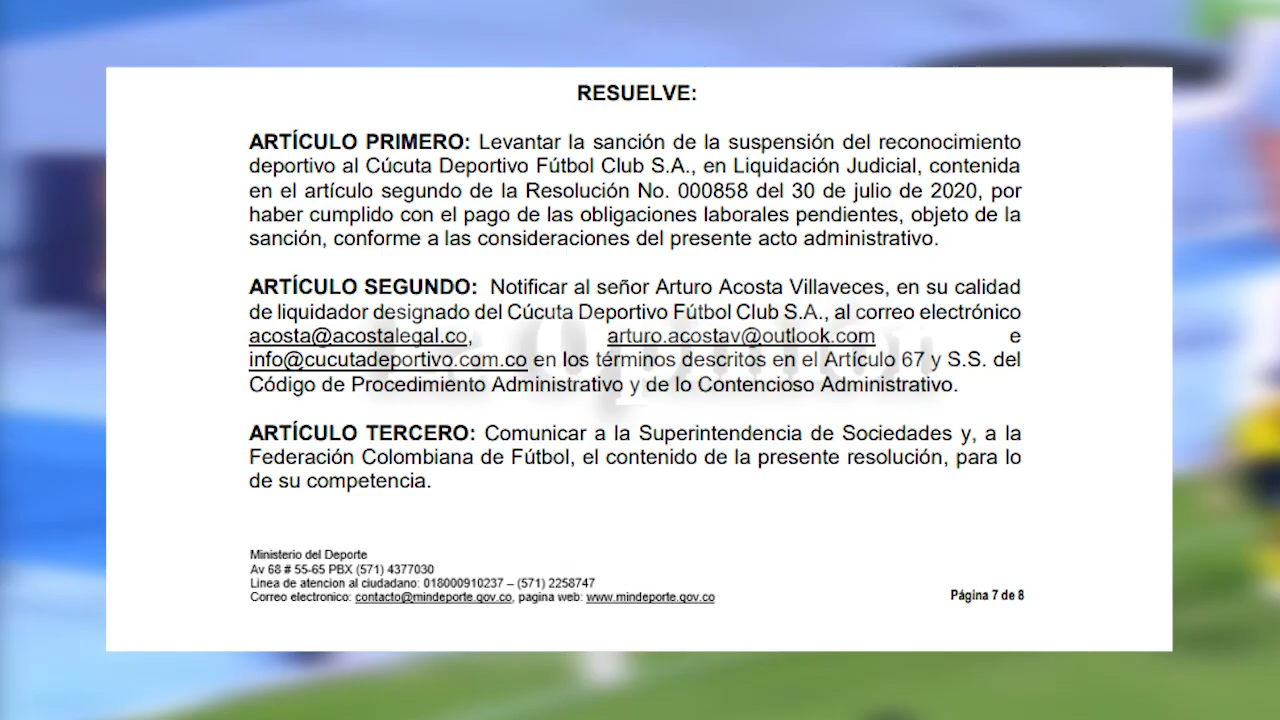 RESUELVE:
ARTÍCULO PRIMERO: Levantar la sanción de la suspensión del reconocimiento
deportivo al Cúcuta Deportivo Fútbol Club S.A., en Liquidación Judicial, contenida
en el artículo segundo de la Resolución No. 000858 del 30 de julio de 2020, por
haber cumplido con el pago de las obligaciones laborales pendientes, objeto de la
sanción, conforme a las consideraciones del presente acto administrativo.
ARTÍCULO SEGUNDO: Notificar al señor Arturo Acosta Villaveces, en su calidad
de liquidador designado del Cúcuta Deportivo Fútbol Club S.A., al correo electrónico
acosta@acostalegal.co, arturo.acostav@outlook.com e
info@cucutadeportivo.com.co en los términos descritos en el Artículo 67 y S.S. del
Código de Procedimiento Administrativo y de lo Contencioso Administrativo.
La Opinión
ARTÍCULO TERCERO: Comunicar a la Superintendencia de Sociedades y, a la
Federación Colombiana de Fútbol, el contenido de la presente resolución, para lo
de su competencia.
Ministerio del Deporte
Av 68 # 55-65 PBX (571) 4377030
Linea de atencion al ciudadano: 018000910237 – (571) 2258747
Correo electronico: contacto@mindeporte.gov.co, pagina web: www.mindeporte.gov.co
Página 7 de 8